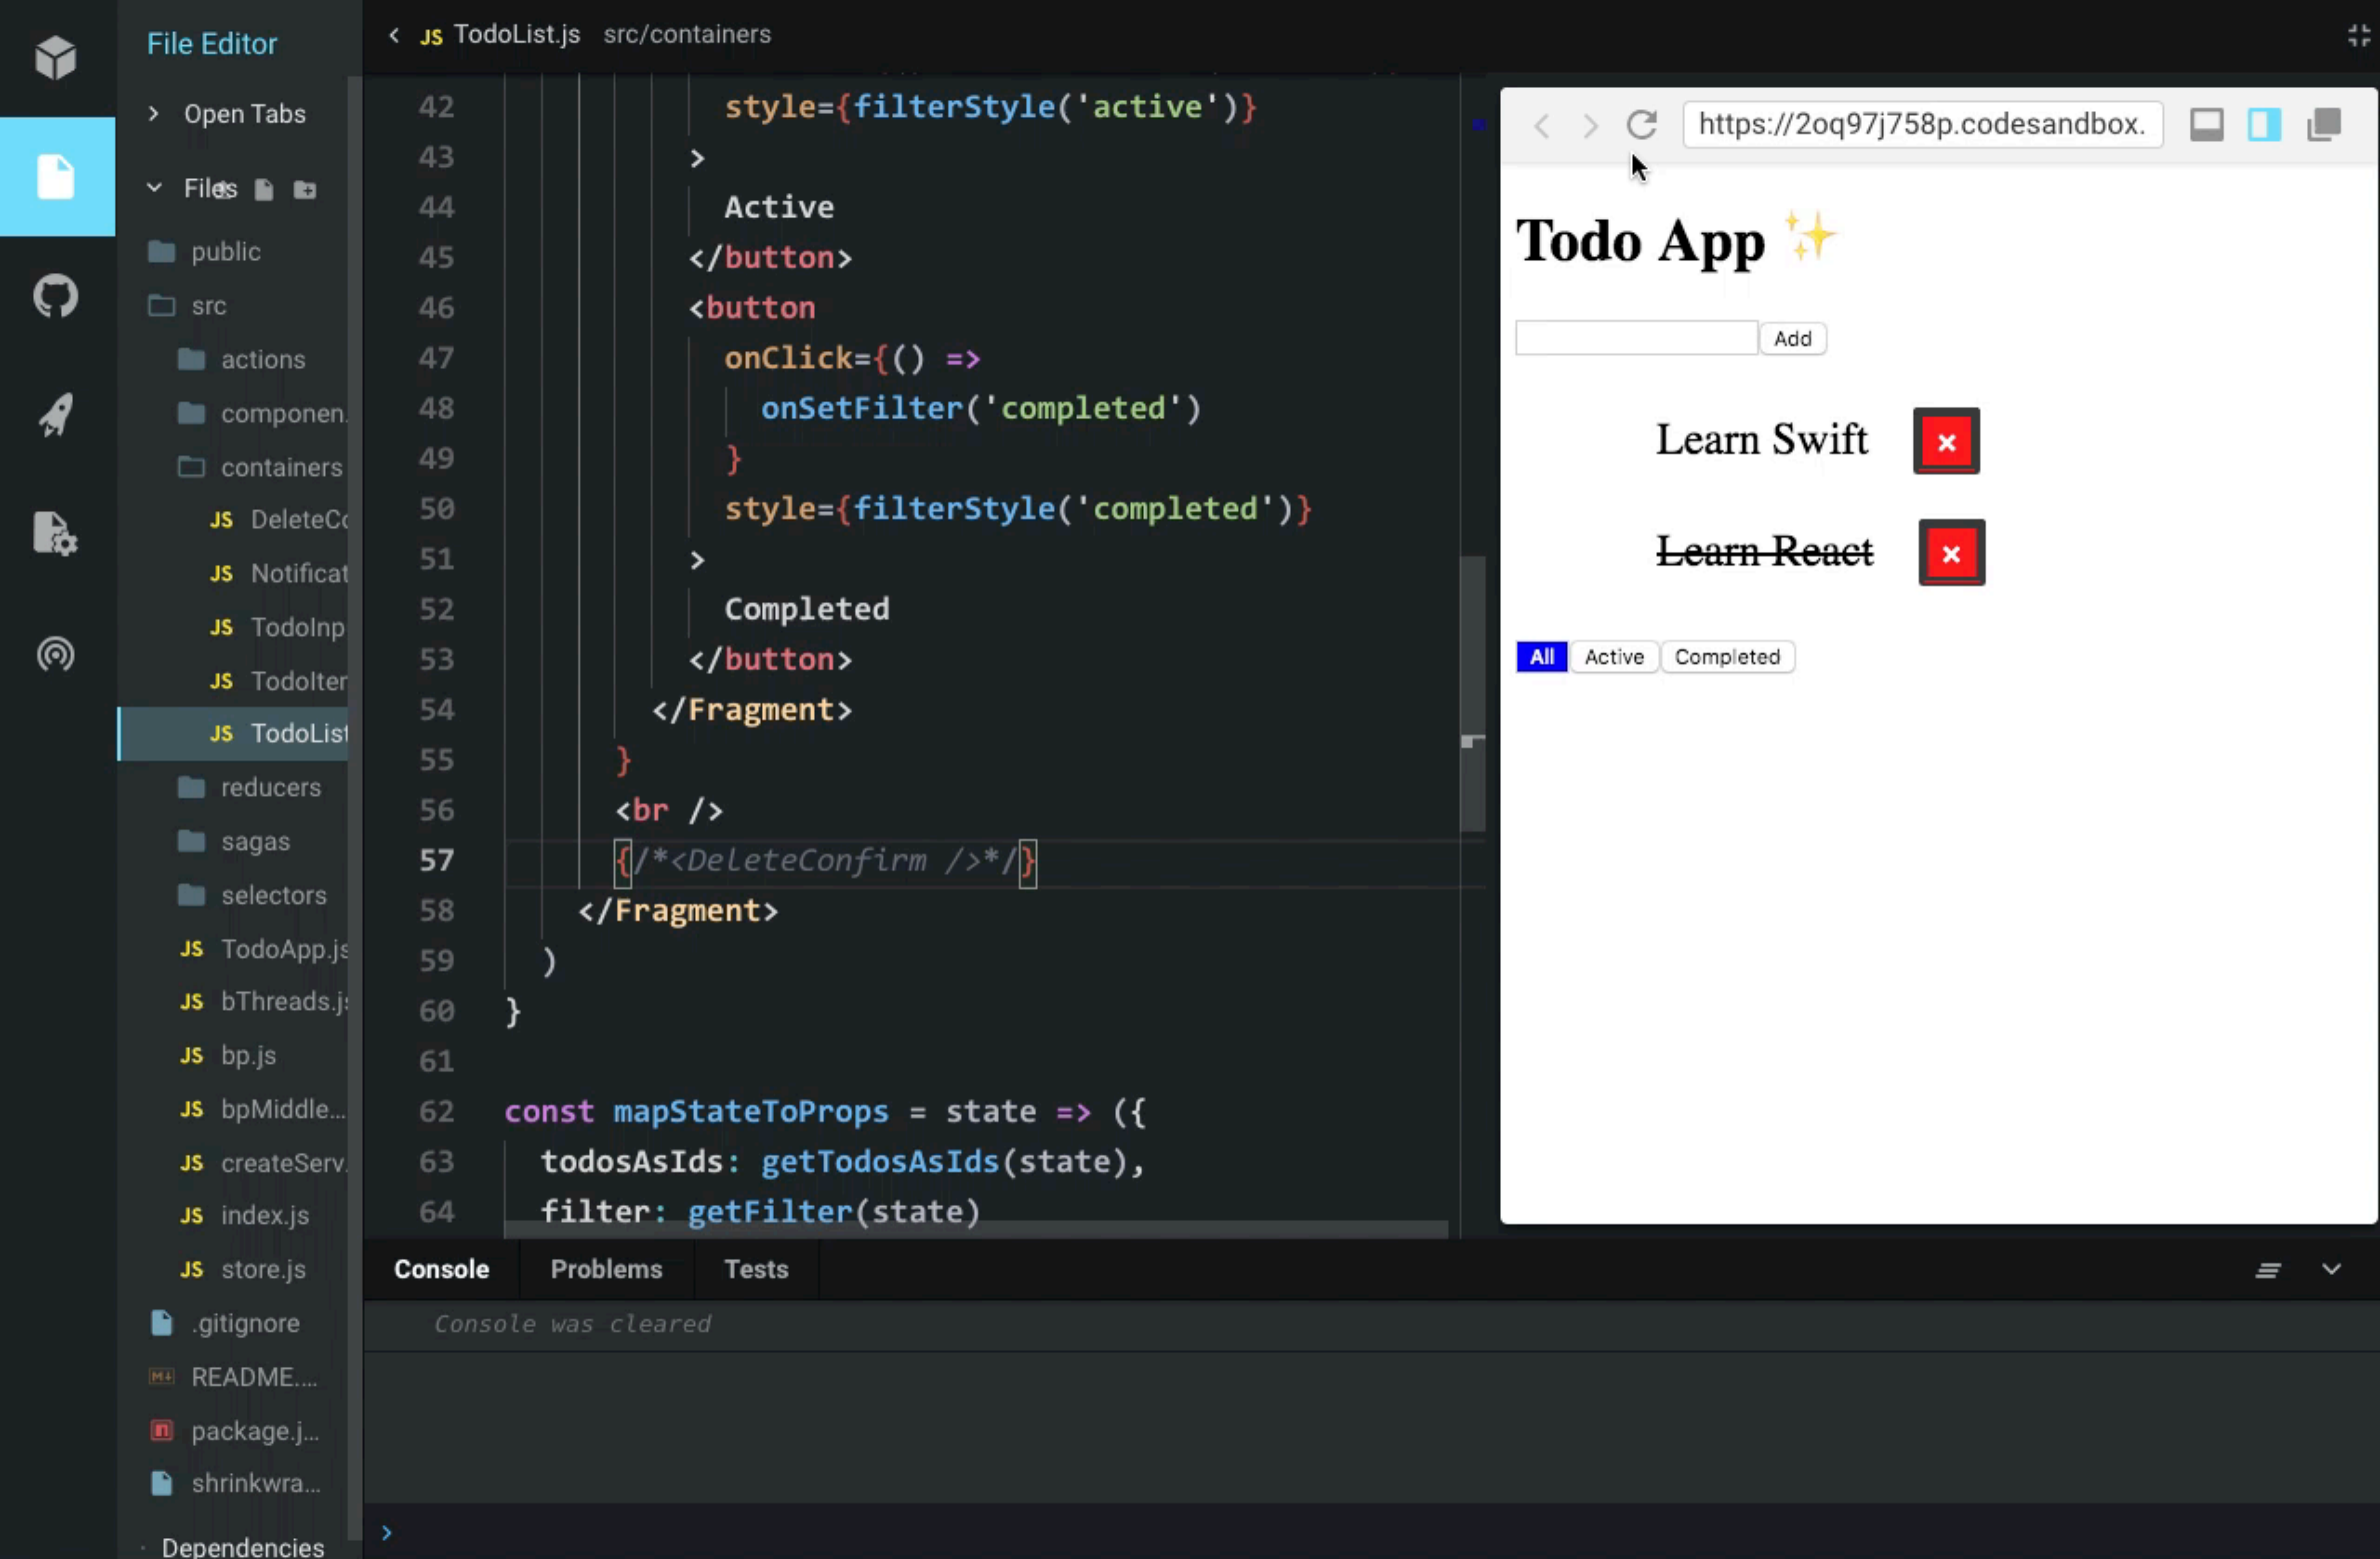 File Editor
Open Tabs
Files
public
src
actions
componen.
containers
JS DeleteCo
JS Notificat
JS TodoInp
JS TodoIter
JS TodoList
reducers
sagas
selectors
JS TodoApp.js
JS bThreads.js
JS bp.js
JS bpMiddle...
JS createServ.
JS index.js
JS store.js
.gitignore
M↓ README....
n package.j...
shrinkwra...
Dependencies
JS TodoList.js src/containers
42 style={filterStyle('active')}
43 >
44 Active
45 </button>
46 <button
47 onClick={() =>
48 onSetFilter('completed')
49 }
50 style={filterStyle('completed')}
51 >
52 Completed
53 </button>
54 </Fragment>
55 }
56 <br />
57 {/*<DeleteConfirm />*/}
58 </Fragment>
59 )
60 }
61
62 const mapStateToProps = state => ({
63 todosAsIds: getTodosAsIds(state),
64 filter: getFilter(state)
https://2oq97j758p.codesandbox.
Todo App ✨
Add
Learn Swift ×
Learn React ×
All Active Completed
Console Problems Tests
Console was cleared
>